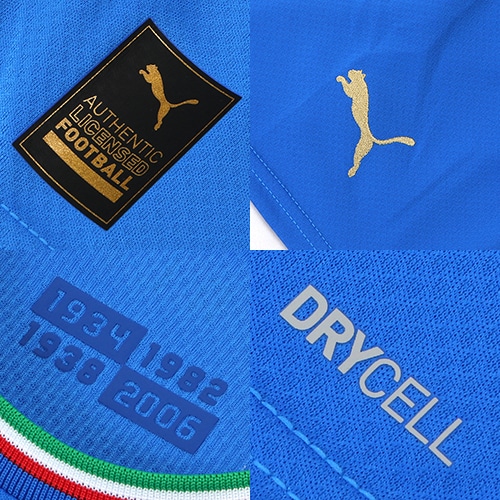 AUTHENTIC
LICENSED
FOOTBALL
1934 1982
1938 2006
DRYCELL